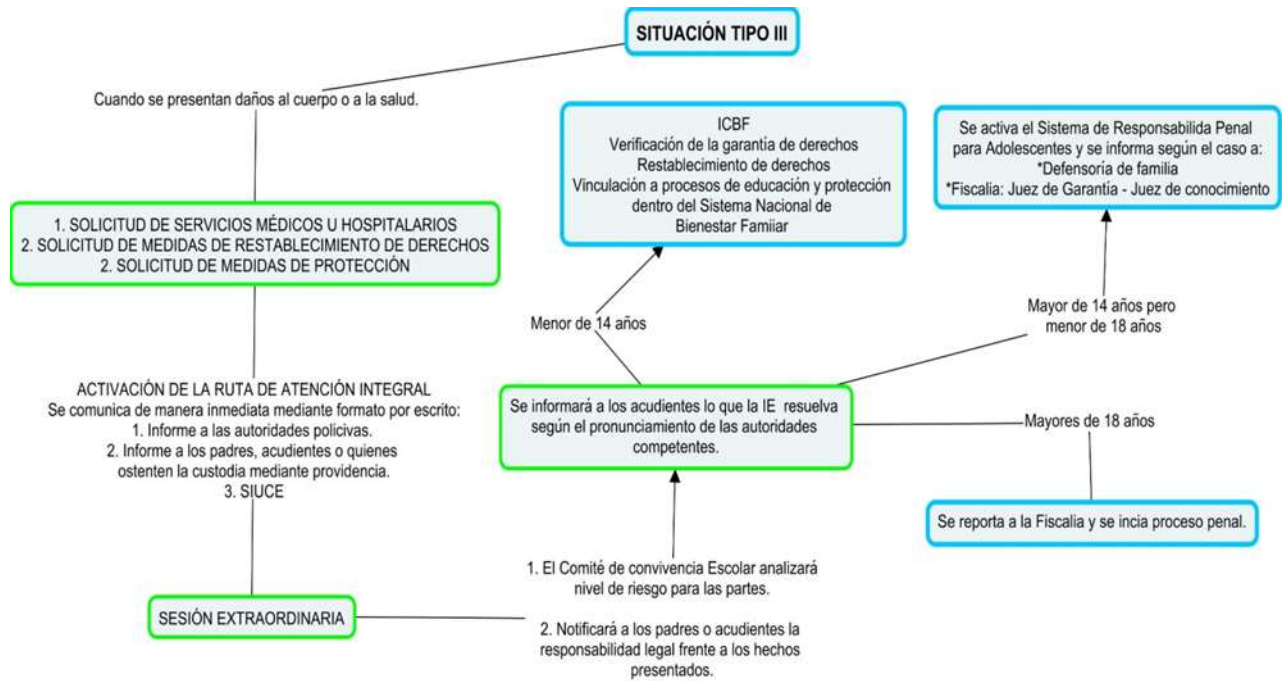 SITUACIÓN TIPO III
Cuando se presentan daños al cuerpo o a la salud.
1. SOLICITUD DE SERVICIOS MÉDICOS U HOSPITALARIOS
2. SOLICITUD DE MEDIDAS DE RESTABLECIMIENTO DE DERECHOS
2. SOLICITUD DE MEDIDAS DE PROTECCIÓN
ACTIVACIÓN DE LA RUTA DE ATENCIÓN INTEGRAL
Se comunica de manera inmediata mediante formato por escrito:
1. Informe a las autoridades policivas.
2. Informe a los padres, acudientes o quienes
ostenten la custodia mediante providencia.
3. SIUCE
SESIÓN EXTRAORDINARIA
1. El Comité de convivencia Escolar analizará
nivel de riesgo para las partes.
2. Notificará a los padres o acudientes la
responsabilidad legal frente a los hechos
presentados.
Se informará a los acudientes lo que la IE resuelva
según el pronunciamiento de las autoridades
competentes.
Menor de 14 años
ICBF
Verificación de la garantía de derechos
Restablecimiento de derechos
Vinculación a procesos de educación y protección
dentro del Sistema Nacional de
Bienestar Famiiar
Mayor de 14 años pero
menor de 18 años
Se activa el Sistema de Responsabilida Penal
para Adolescentes y se informa según el caso a:
*Defensoría de familia
*Fiscalia: Juez de Garantía - Juez de conocimiento
Mayores de 18 años
Se reporta a la Fiscalia y se incia proceso penal.